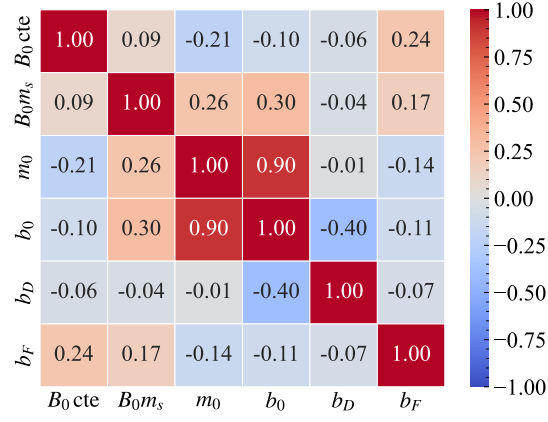 B₀ cte 1.00 0.09 -0.21 -0.10 -0.06 0.24
B₀mₛ 0.09 1.00 0.26 0.30 -0.04 0.17
m₀ -0.21 0.26 1.00 0.90 -0.01 -0.14
b₀ -0.10 0.30 0.90 1.00 -0.40 -0.11
b_D -0.06 -0.04 -0.01 -0.40 1.00 -0.07
b_F 0.24 0.17 -0.14 -0.11 -0.07 1.00
B₀ cte B₀mₛ m₀ b₀ b_D b_F
1.00
0.75
0.50
0.25
0.00
−0.25
−0.50
−0.75
−1.00